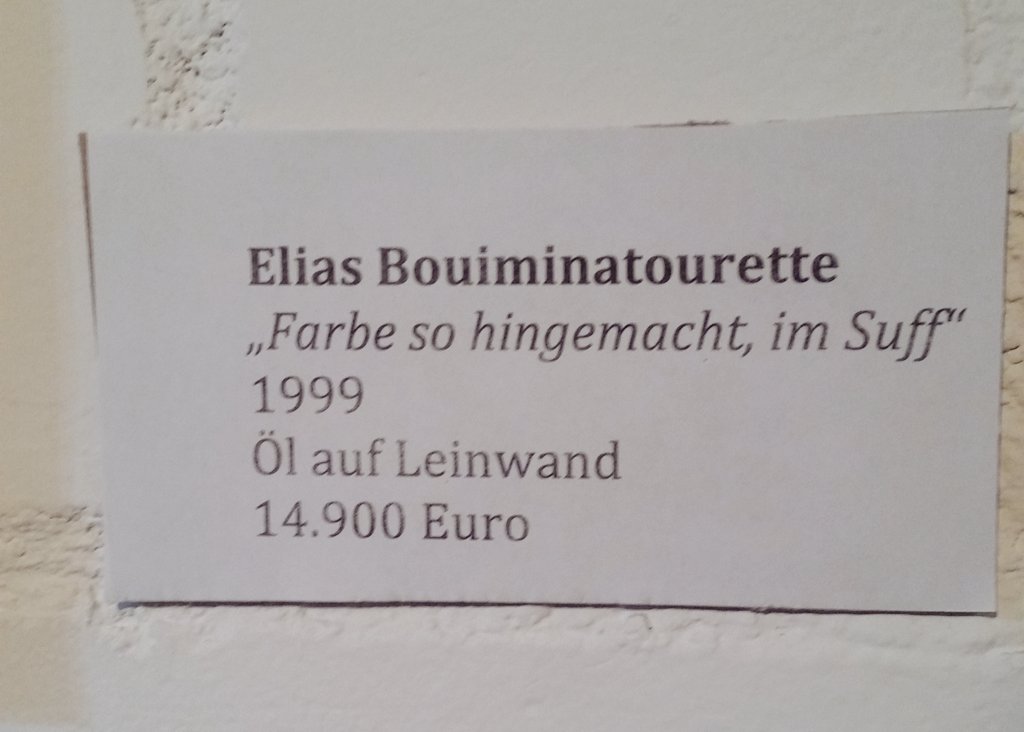 Elias Bouiminatourette
„Farbe so hingemacht, im Suff“
1999
Öl auf Leinwand
14.900 Euro